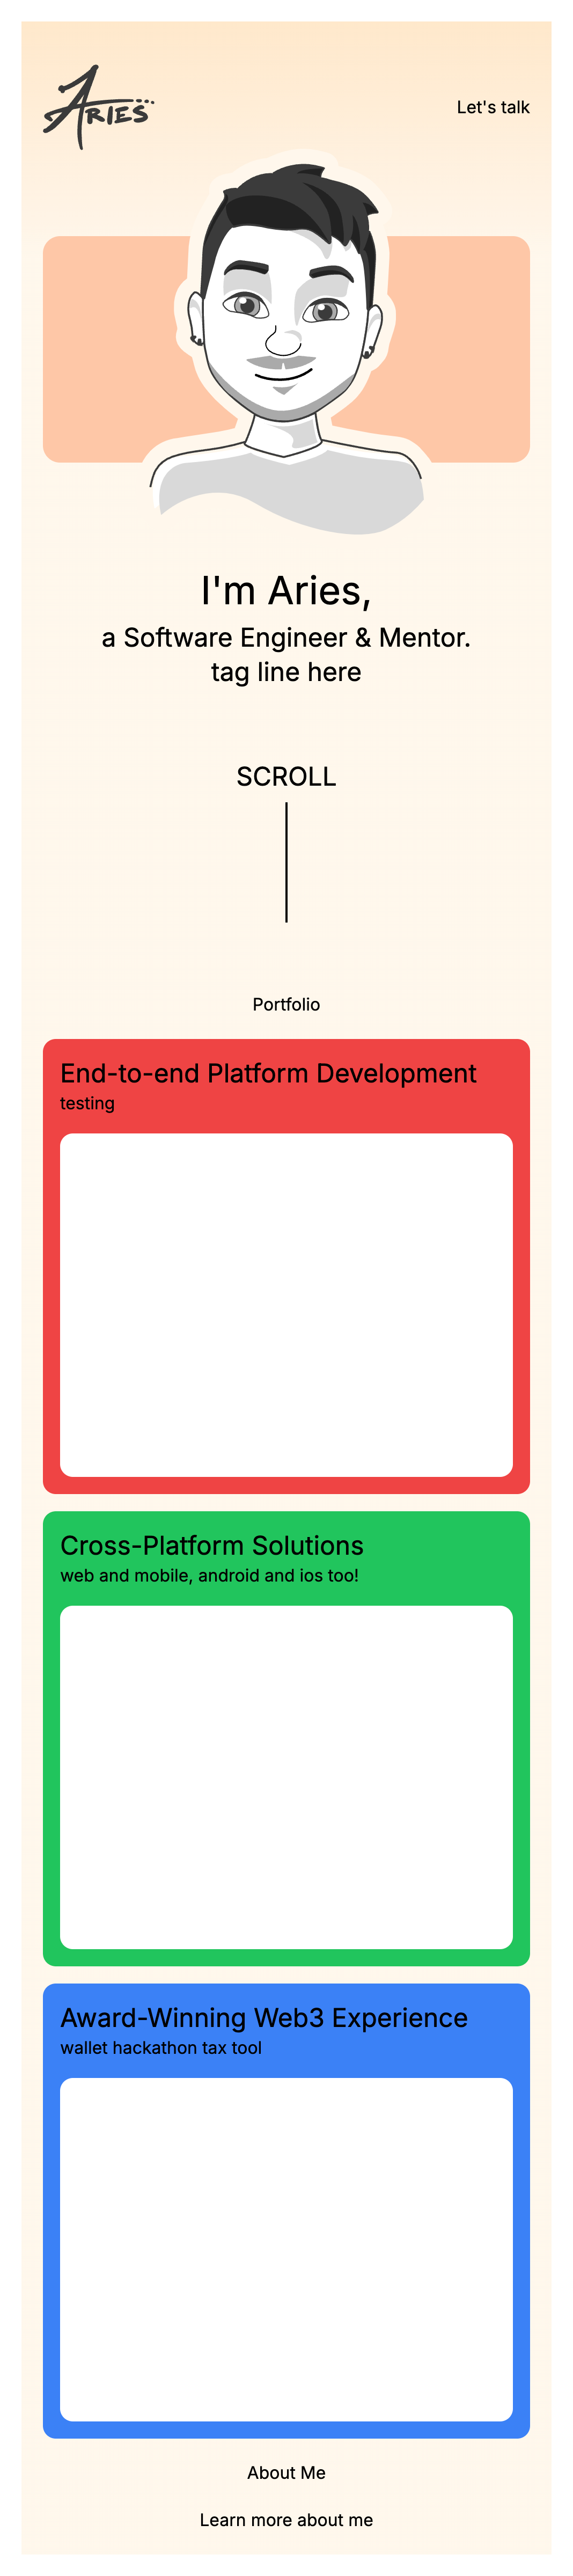 ARIES...
Let's talk
I'm Aries,
a Software Engineer & Mentor.
tag line here
SCROLL
Portfolio
End-to-end Platform Development
testing
Cross-Platform Solutions
web and mobile, android and ios too!
Award-Winning Web3 Experience
wallet hackathon tax tool
About Me
Learn more about me